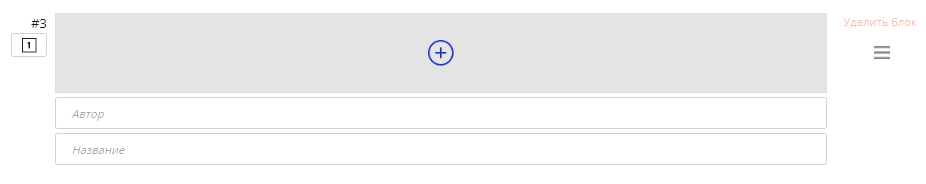 #3
Удалить блок
1
Автор
Название